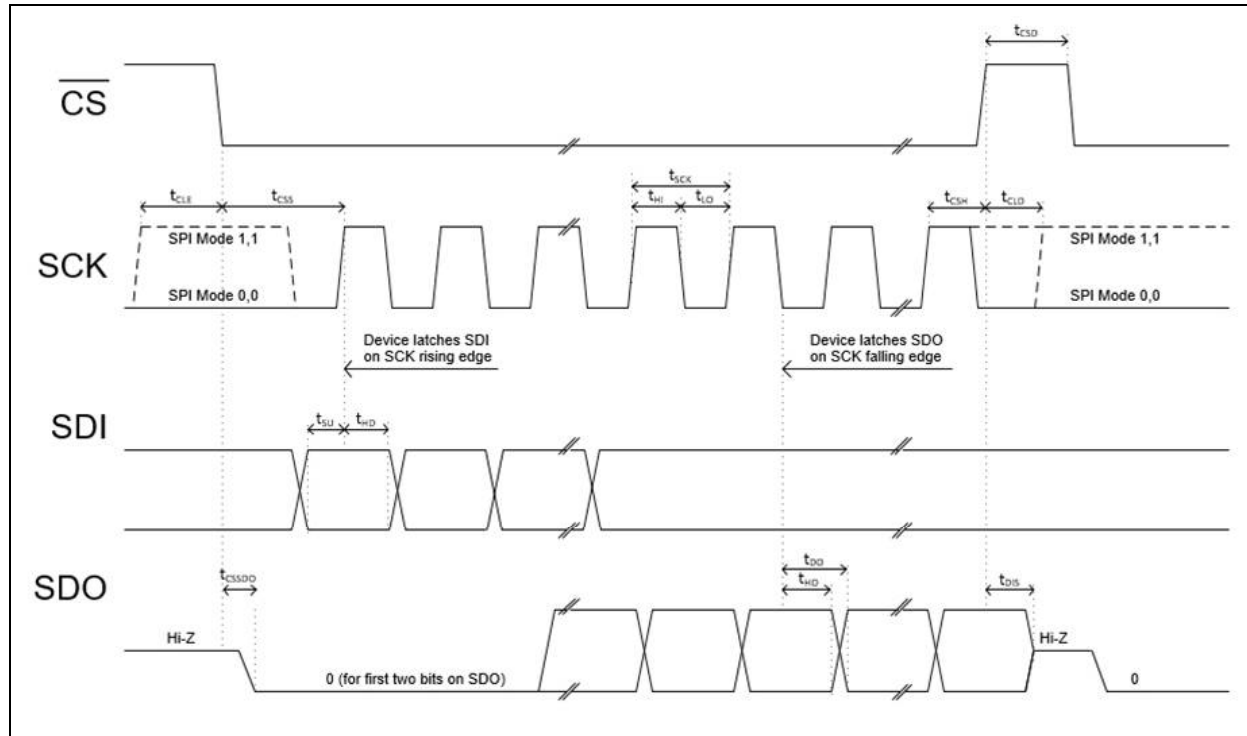 tCSD
CS
tCLE
tCSS
tSCK
tHI
tLO
tCSH
tCLD
SPI Mode 1,1
SPI Mode 1,1
SCK
SPI Mode 0,0
SPI Mode 0,0
Device latches SDI
on SCK rising edge
Device latches SDO
on SCK falling edge
SDI
tSU
tHD
tCSSDO
tDO
tHO
tDIS
SDO
Hi-Z
Hi-Z
0 (for first two bits on SDO)
0